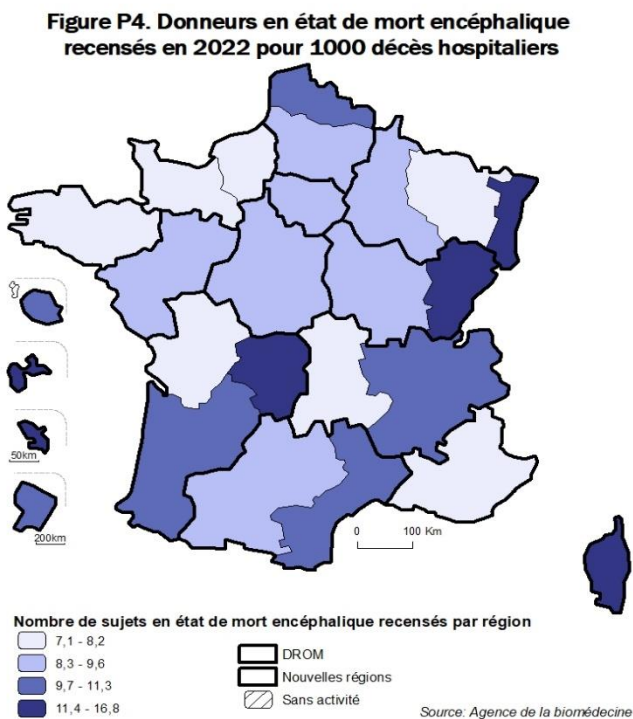 Figure P4. Donneurs en état de mort encéphalique
recensés en 2022 pour 1000 décès hospitaliers
50km
200km
0 100 Km
Nombre de sujets en état de mort encéphalique recensés par région
7,1 - 8,2
8,3 - 9,6
9,7 - 11,3
11,4 - 16,8
DROM
Nouvelles régions
Sans activité
Source: Agence de la biomédecine